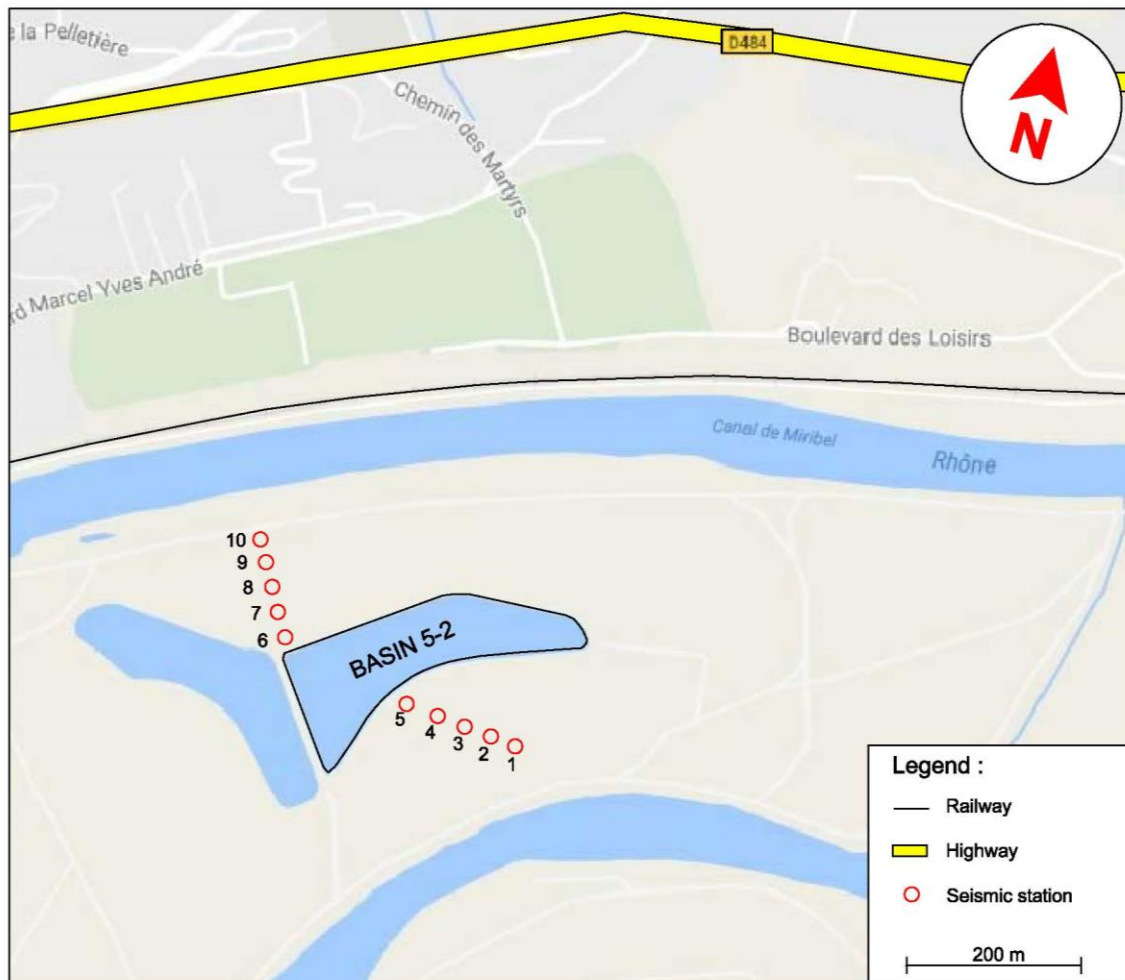 e la Pelletière
D484
N
Chemin des Martyrs
rd Marcel Yves André
Boulevard des Loisirs
Canal de Miribel
Rhône
10
9
8
7
6
BASIN 5-2
5
4
3
2
1
Legend :
Railway
Highway
Seismic station
200 m